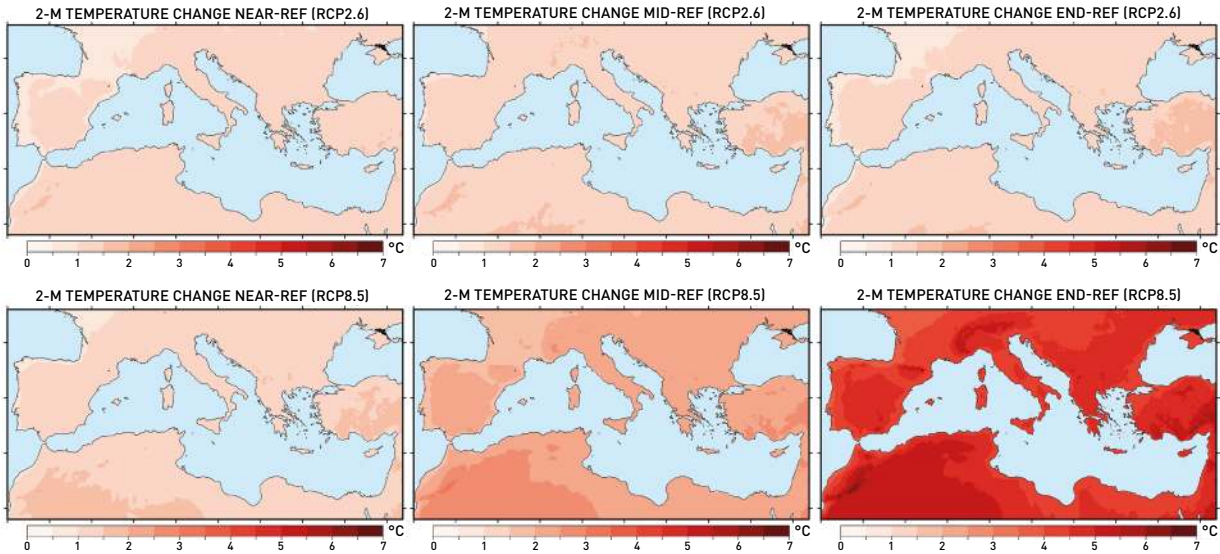 2-M TEMPERATURE CHANGE NEAR-REF (RCP2.6)
2-M TEMPERATURE CHANGE MID-REF (RCP2.6)
2-M TEMPERATURE CHANGE END-REF (RCP2.6)
0 1 2 3 4 5 6 7 °C
0 1 2 3 4 5 6 7 °C
0 1 2 3 4 5 6 7 °C
2-M TEMPERATURE CHANGE NEAR-REF (RCP8.5)
2-M TEMPERATURE CHANGE MID-REF (RCP8.5)
2-M TEMPERATURE CHANGE END-REF (RCP8.5)
0 1 2 3 4 5 6 7 °C
0 1 2 3 4 5 6 7 °C
0 1 2 3 4 5 6 7 °C